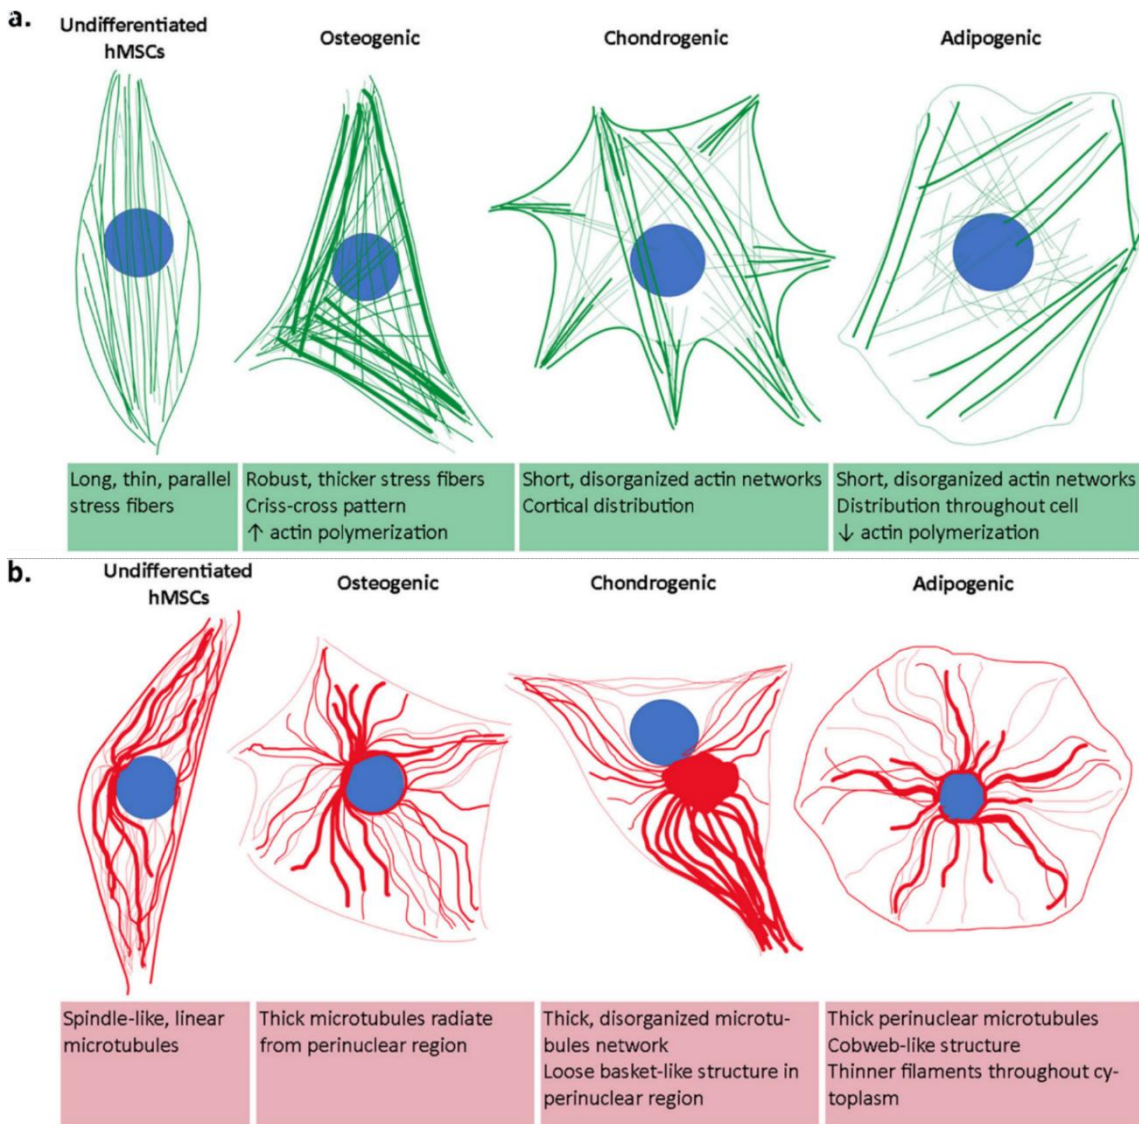 a.
Undifferentiated
hMSCs
Osteogenic
Chondrogenic
Adipogenic
Long, thin, parallel
stress fibers
Robust, thicker stress fibers
Criss-cross pattern
↑ actin polymerization
Short, disorganized actin networks
Cortical distribution
Short, disorganized actin networks
Distribution throughout cell
↓ actin polymerization
b.
Undifferentiated
hMSCs
Osteogenic
Chondrogenic
Adipogenic
Spindle-like, linear
microtubules
Thick microtubules radiate
from perinuclear region
Thick, disorganized microtu-
bules network
Loose basket-like structure in
perinuclear region
Thick perinuclear microtubules
Cobweb-like structure
Thinner filaments throughout cy-
toplasm